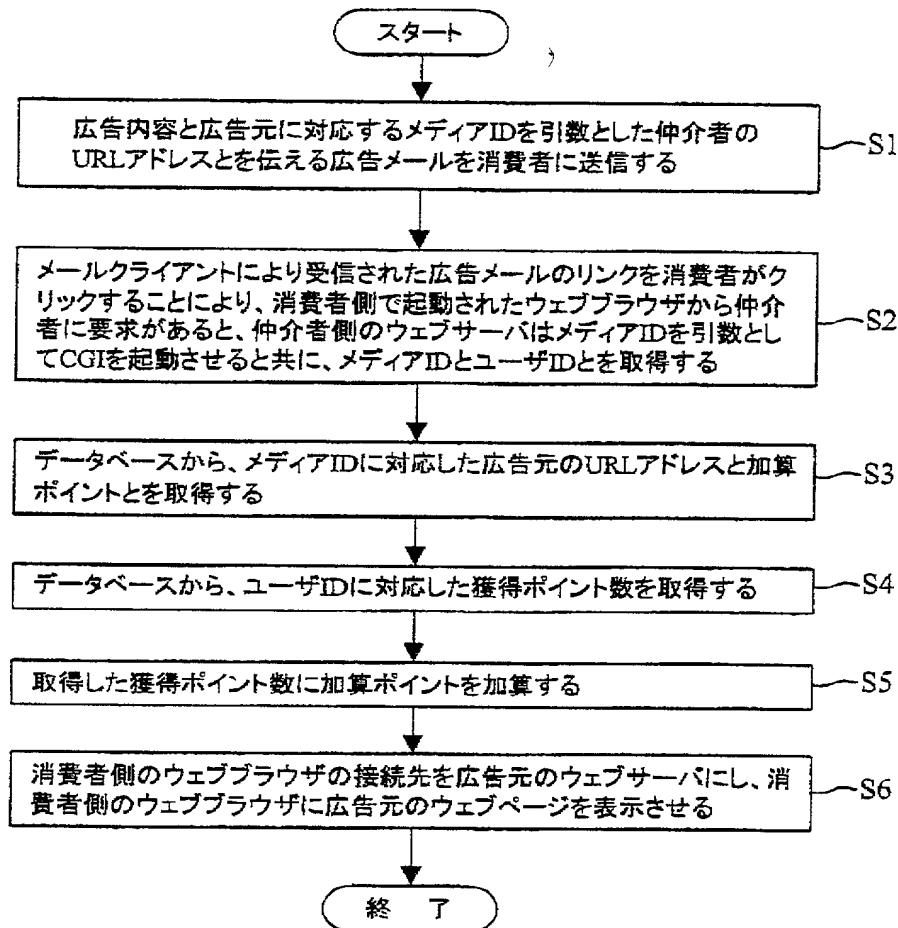 スタート
広告内容と広告元に対応するメディアIDを引数とした仲介者の
URLアドレスとを伝える広告メールを消費者に送信する
S1
メールクライアントにより受信された広告メールのリンクを消費者がク
リックすることにより、消費者側で起動されたウェブブラウザから仲介
者に要求があると、仲介者側のウェブサーバはメディアIDを引数とし
てCGIを起動させると共に、メディアIDとユーザIDとを取得する
S2
データベースから、メディアIDに対応した広告元のURLアドレスと加算
ポイントとを取得する
S3
データベースから、ユーザIDに対応した獲得ポイント数を取得する
S4
取得した獲得ポイント数に加算ポイントを加算する
S5
消費者側のウェブブラウザの接続先を広告元のウェブサーバにし、消
費者側のウェブブラウザに広告元のウェブページを表示させる
S6
終 了